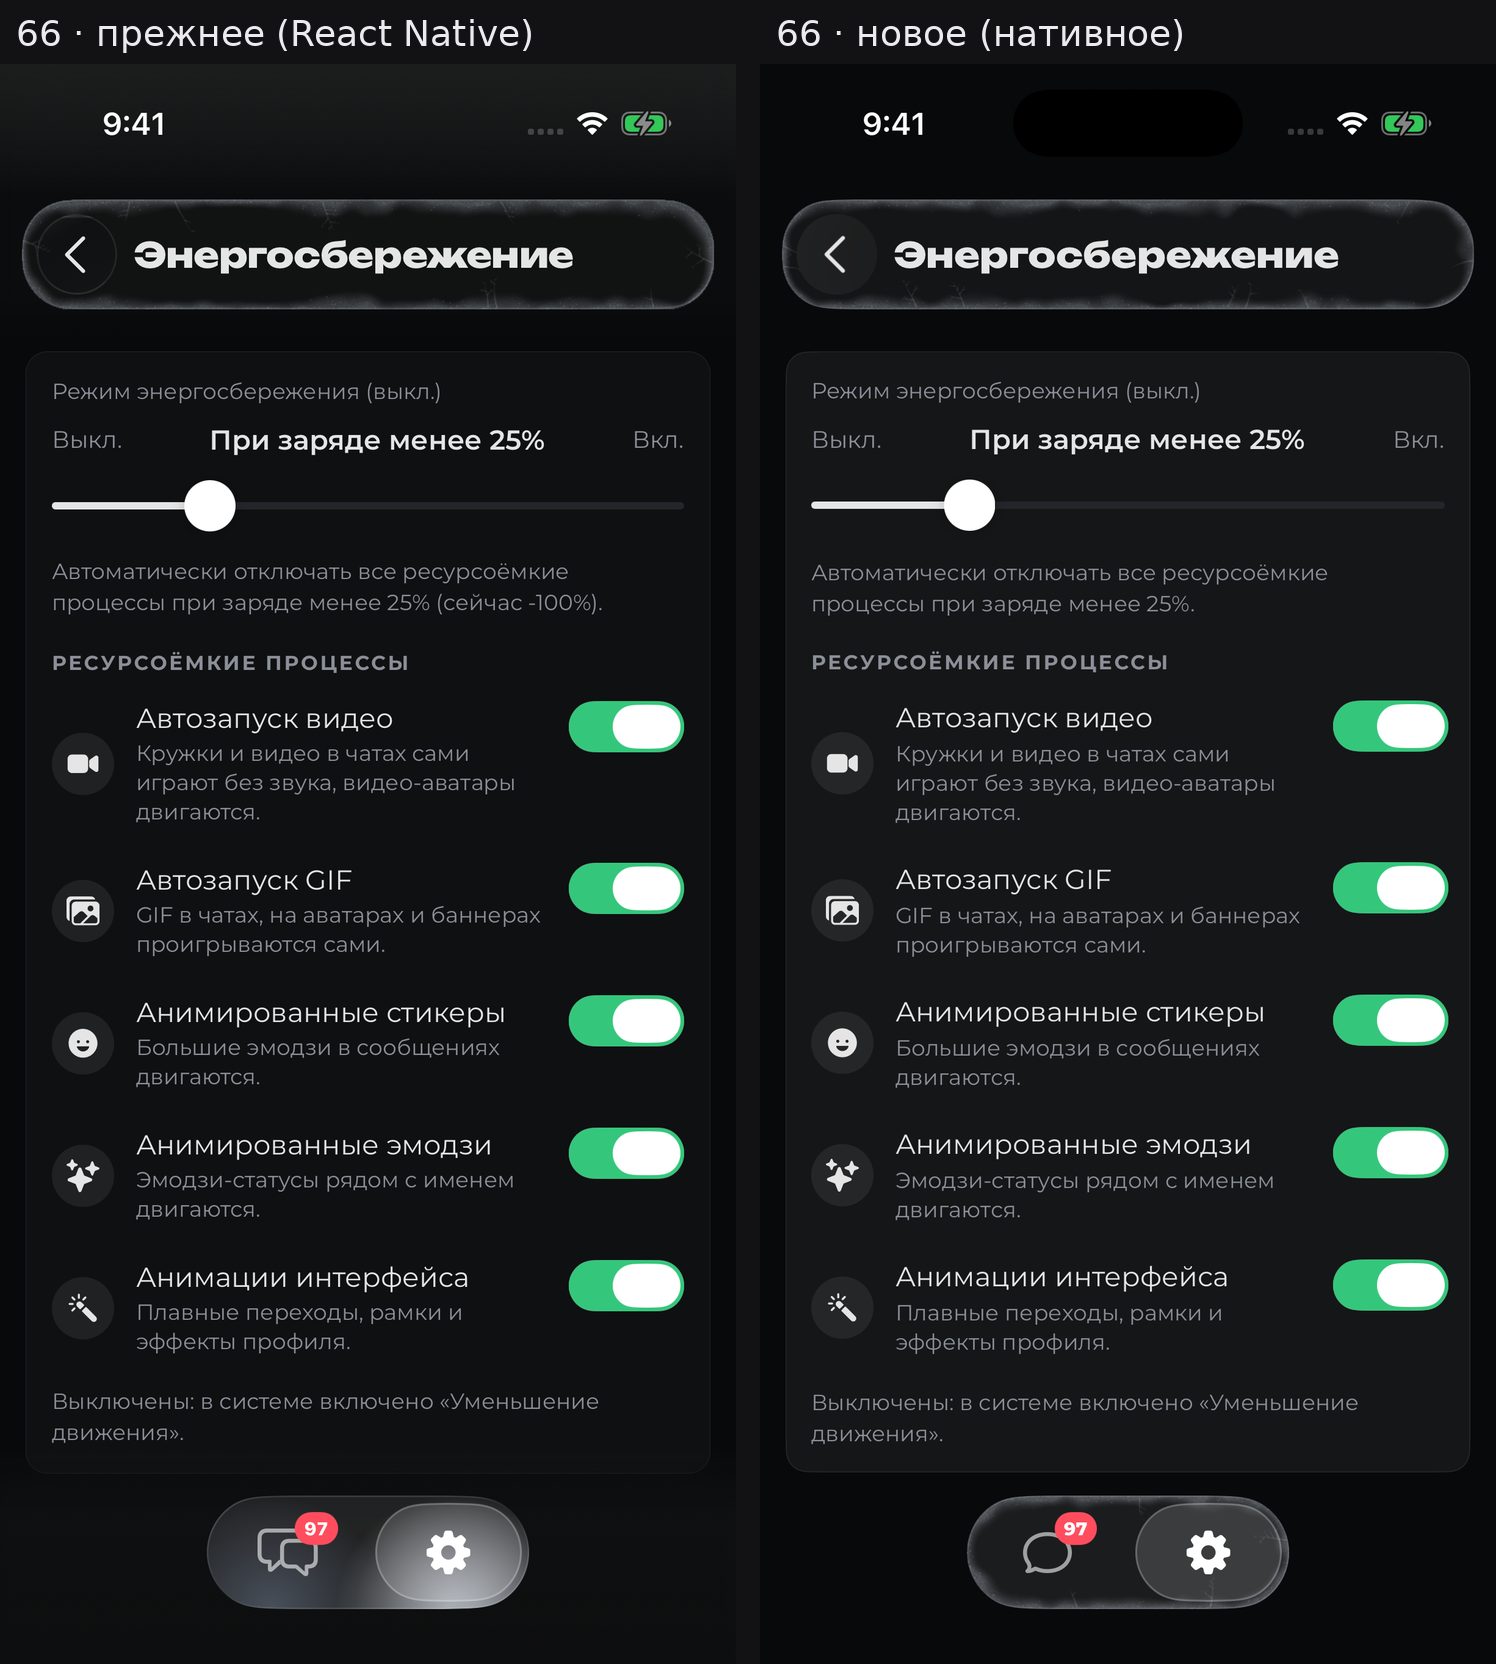 66 · прежнее (React Native)
9:41
Энергосбережение
Режим энергосбережения (выкл.)
Выкл. При заряде менее 25% Вкл.
Автоматически отключать все ресурсоёмкие
процессы при заряде менее 25% (сейчас -100%).
РЕСУРСОЁМКИЕ ПРОЦЕССЫ
Автозапуск видео
Кружки и видео в чатах сами
играют без звука, видео-аватары
двигаются.
Автозапуск GIF
GIF в чатах, на аватарах и баннерах
проигрываются сами.
Анимированные стикеры
Большие эмодзи в сообщениях
двигаются.
Анимированные эмодзи
Эмодзи-статусы рядом с именем
двигаются.
Анимации интерфейса
Плавные переходы, рамки и
эффекты профиля.
Выключены: в системе включено «Уменьшение
движения».
97
66 · новое (нативное)
9:41
Энергосбережение
Режим энергосбережения (выкл.)
Выкл. При заряде менее 25% Вкл.
Автоматически отключать все ресурсоёмкие
процессы при заряде менее 25%.
РЕСУРСОЁМКИЕ ПРОЦЕССЫ
Автозапуск видео
Кружки и видео в чатах сами
играют без звука, видео-аватары
двигаются.
Автозапуск GIF
GIF в чатах, на аватарах и баннерах
проигрываются сами.
Анимированные стикеры
Большие эмодзи в сообщениях
двигаются.
Анимированные эмодзи
Эмодзи-статусы рядом с именем
двигаются.
Анимации интерфейса
Плавные переходы, рамки и
эффекты профиля.
Выключены: в системе включено «Уменьшение
движения».
97